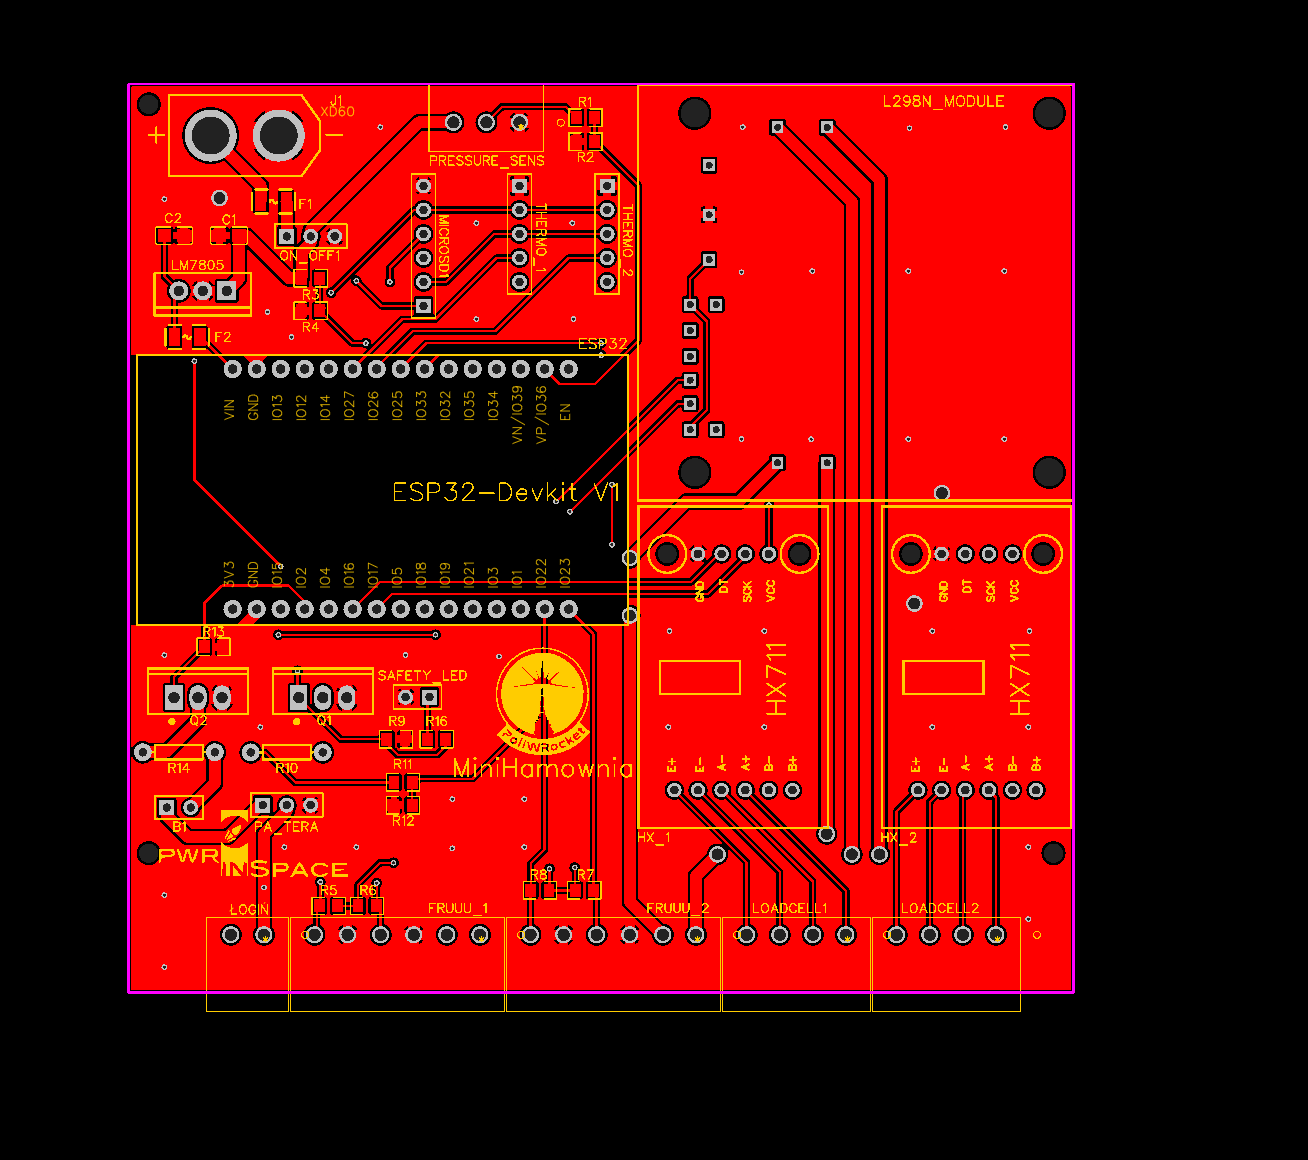 J1
XD60
+
−
R1
R2
L298N_MODULE
PRESSURE_SENS
F1
C2
C1
ON_OFF1
MICROSD1
THERMO_1
THERMO_2
LM7805
R3
R4
F2
ESP32
VIN
GND
IO13
IO12
IO14
IO27
IO26
IO25
IO33
IO32
IO35
IO34
VN/IO39
VP/IO36
EN
ESP32-Devkit V1
3V3
GND
IO15
IO2
IO4
IO16
IO17
IO5
IO18
IO19
IO21
IO3
IO1
IO22
IO23
GND
DT
SCK
VCC
GND
DT
SCK
VCC
R13
SAFETY_LED
HX711
HX711
Q2
Q1
R9
R16
PollWRocket
R14
R10
R11
MiniHamownia
E+
E-
A-
A+
B-
B+
E+
E-
A-
A+
B-
B+
B1
PA_TERA
R12
HX_1
HX_2
PWR
IN
SPACE
R5
R6
R8
R7
LOGIN
FRUUU_1
FRUUU_2
LOADCELL1
LOADCELL2